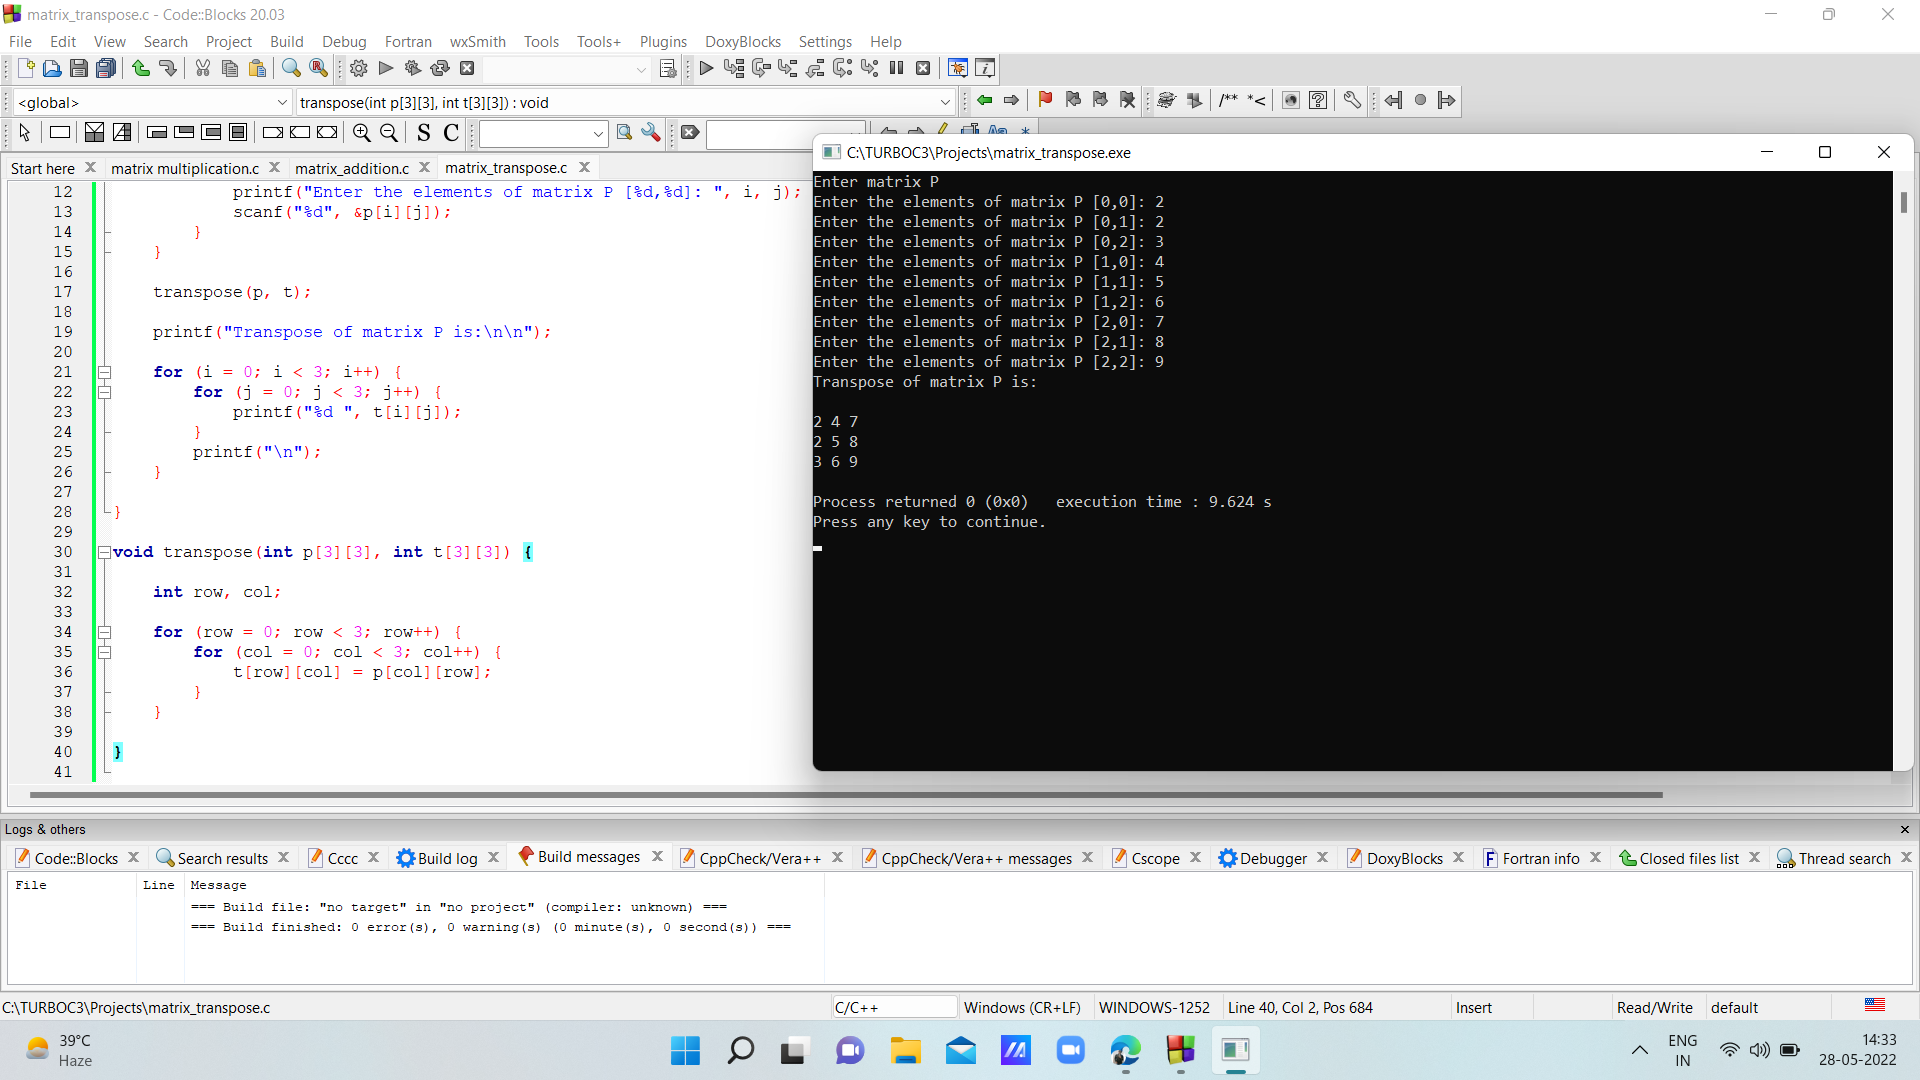 matrix_transpose.c - Code::Blocks 20.03
File Edit View Search Project Build Debug Fortran wxSmith Tools Tools+ Plugins DoxyBlocks Settings Help
<global> transpose(int p[3][3], int t[3][3]) : void
/** *<
S C
Start here matrix multiplication.c matrix_addition.c matrix_transpose.c
12 printf("Enter the elements of matrix P [%d,%d]: ", i, j);
13 scanf("%d", &p[i][j]);
14 }
15 }
16
17 transpose(p, t);
18
19 printf("Transpose of matrix P is:\n\n");
20
21 for (i = 0; i < 3; i++) {
22 for (j = 0; j < 3; j++) {
23 printf("%d ", t[i][j]);
24 }
25 printf("\n");
26 }
27
28 }
29
30 void transpose(int p[3][3], int t[3][3]) {
31
32 int row, col;
33
34 for (row = 0; row < 3; row++) {
35 for (col = 0; col < 3; col++) {
36 t[row][col] = p[col][row];
37 }
38 }
39
40 }
41
C:\TURBOC3\Projects\matrix_transpose.exe
Enter matrix P
Enter the elements of matrix P [0,0]: 2
Enter the elements of matrix P [0,1]: 2
Enter the elements of matrix P [0,2]: 3
Enter the elements of matrix P [1,0]: 4
Enter the elements of matrix P [1,1]: 5
Enter the elements of matrix P [1,2]: 6
Enter the elements of matrix P [2,0]: 7
Enter the elements of matrix P [2,1]: 8
Enter the elements of matrix P [2,2]: 9
Transpose of matrix P is:
2 4 7
2 5 8
3 6 9
Process returned 0 (0x0) execution time : 9.624 s
Press any key to continue.
Logs & others
Code::Blocks Search results Cccc Build log Build messages CppCheck/Vera++ CppCheck/Vera++ messages Cscope Debugger DoxyBlocks Fortran info Closed files list Thread search
File Line Message
=== Build file: "no target" in "no project" (compiler: unknown) ===
=== Build finished: 0 error(s), 0 warning(s) (0 minute(s), 0 second(s)) ===
C:\TURBOC3\Projects\matrix_transpose.c C/C++ Windows (CR+LF) WINDOWS-1252 Line 40, Col 2, Pos 684 Insert Read/Write default
39°C
Haze
ENG
IN
14:33
28-05-2022